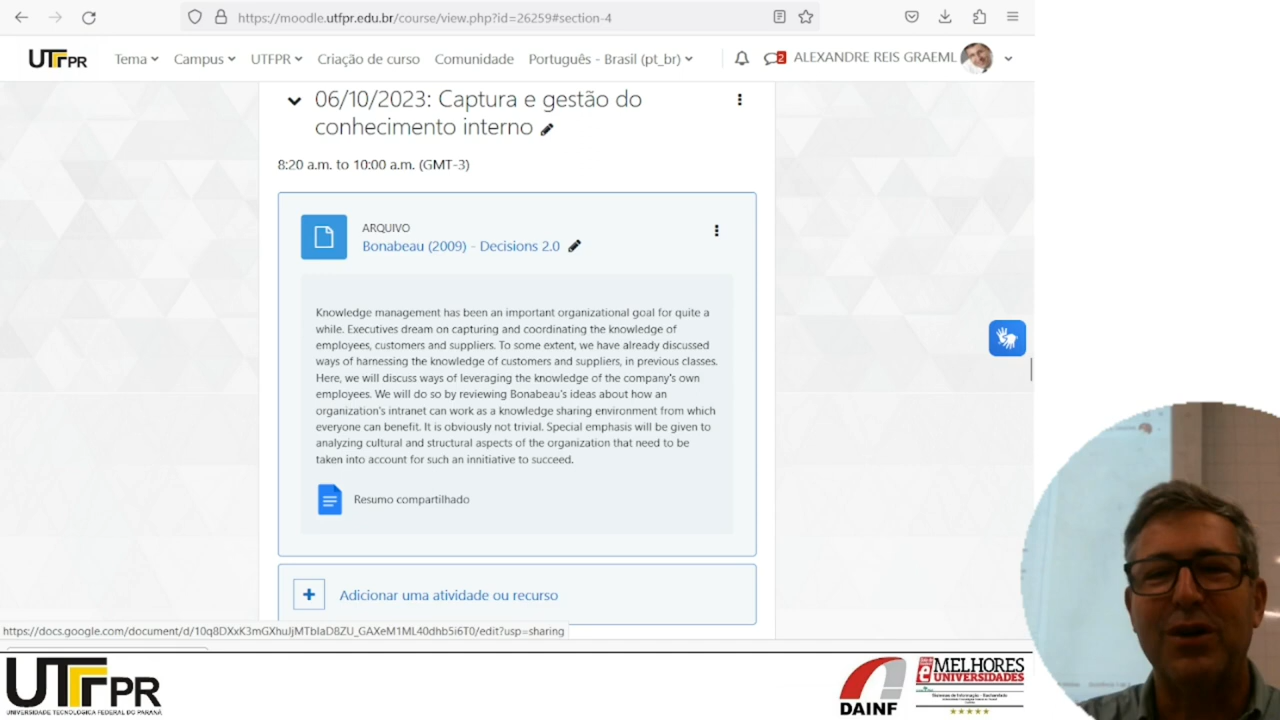 https://moodle.utfpr.edu.br/course/view.php?id=26259#section-4
UTFPR Tema Campus UTFPR Criação de curso Comunidade Português - Brasil (pt_br) 2 ALEXANDRE REIS GRAEML
06/10/2023: Captura e gestão do
conhecimento interno
8:20 a.m. to 10:00 a.m. (GMT-3)
ARQUIVO
Bonabeau (2009) - Decisions 2.0
Knowledge management has been an important organizational goal for quite a
while. Executives dream on capturing and coordinating the knowledge of
employees, customers and suppliers. To some extent, we have already discussed
ways of harnessing the knowledge of customers and suppliers, in previous classes.
Here, we will discuss ways of leveraging the knowledge of the company's own
employees. We will do so by reviewing Bonabeau's ideas about how an
organization's intranet can work as a knowledge sharing environment from which
everyone can benefit. It is obviously not trivial. Special emphasis will be given to
analyzing cultural and structural aspects of the organization that need to be
taken into account for such an innitiative to succeed.
Resumo compartilhado
Adicionar uma atividade ou recurso
https://docs.google.com/document/d/10q8DXxK3mGXhuJjMTbIaD8ZU_GAXeM1ML40dhb5i6T0/edit?usp=sharing
UTFPR
UNIVERSIDADE TECNOLÓGICA FEDERAL DO PARANÁ
DAINF
MELHORES
UNIVERSIDADES